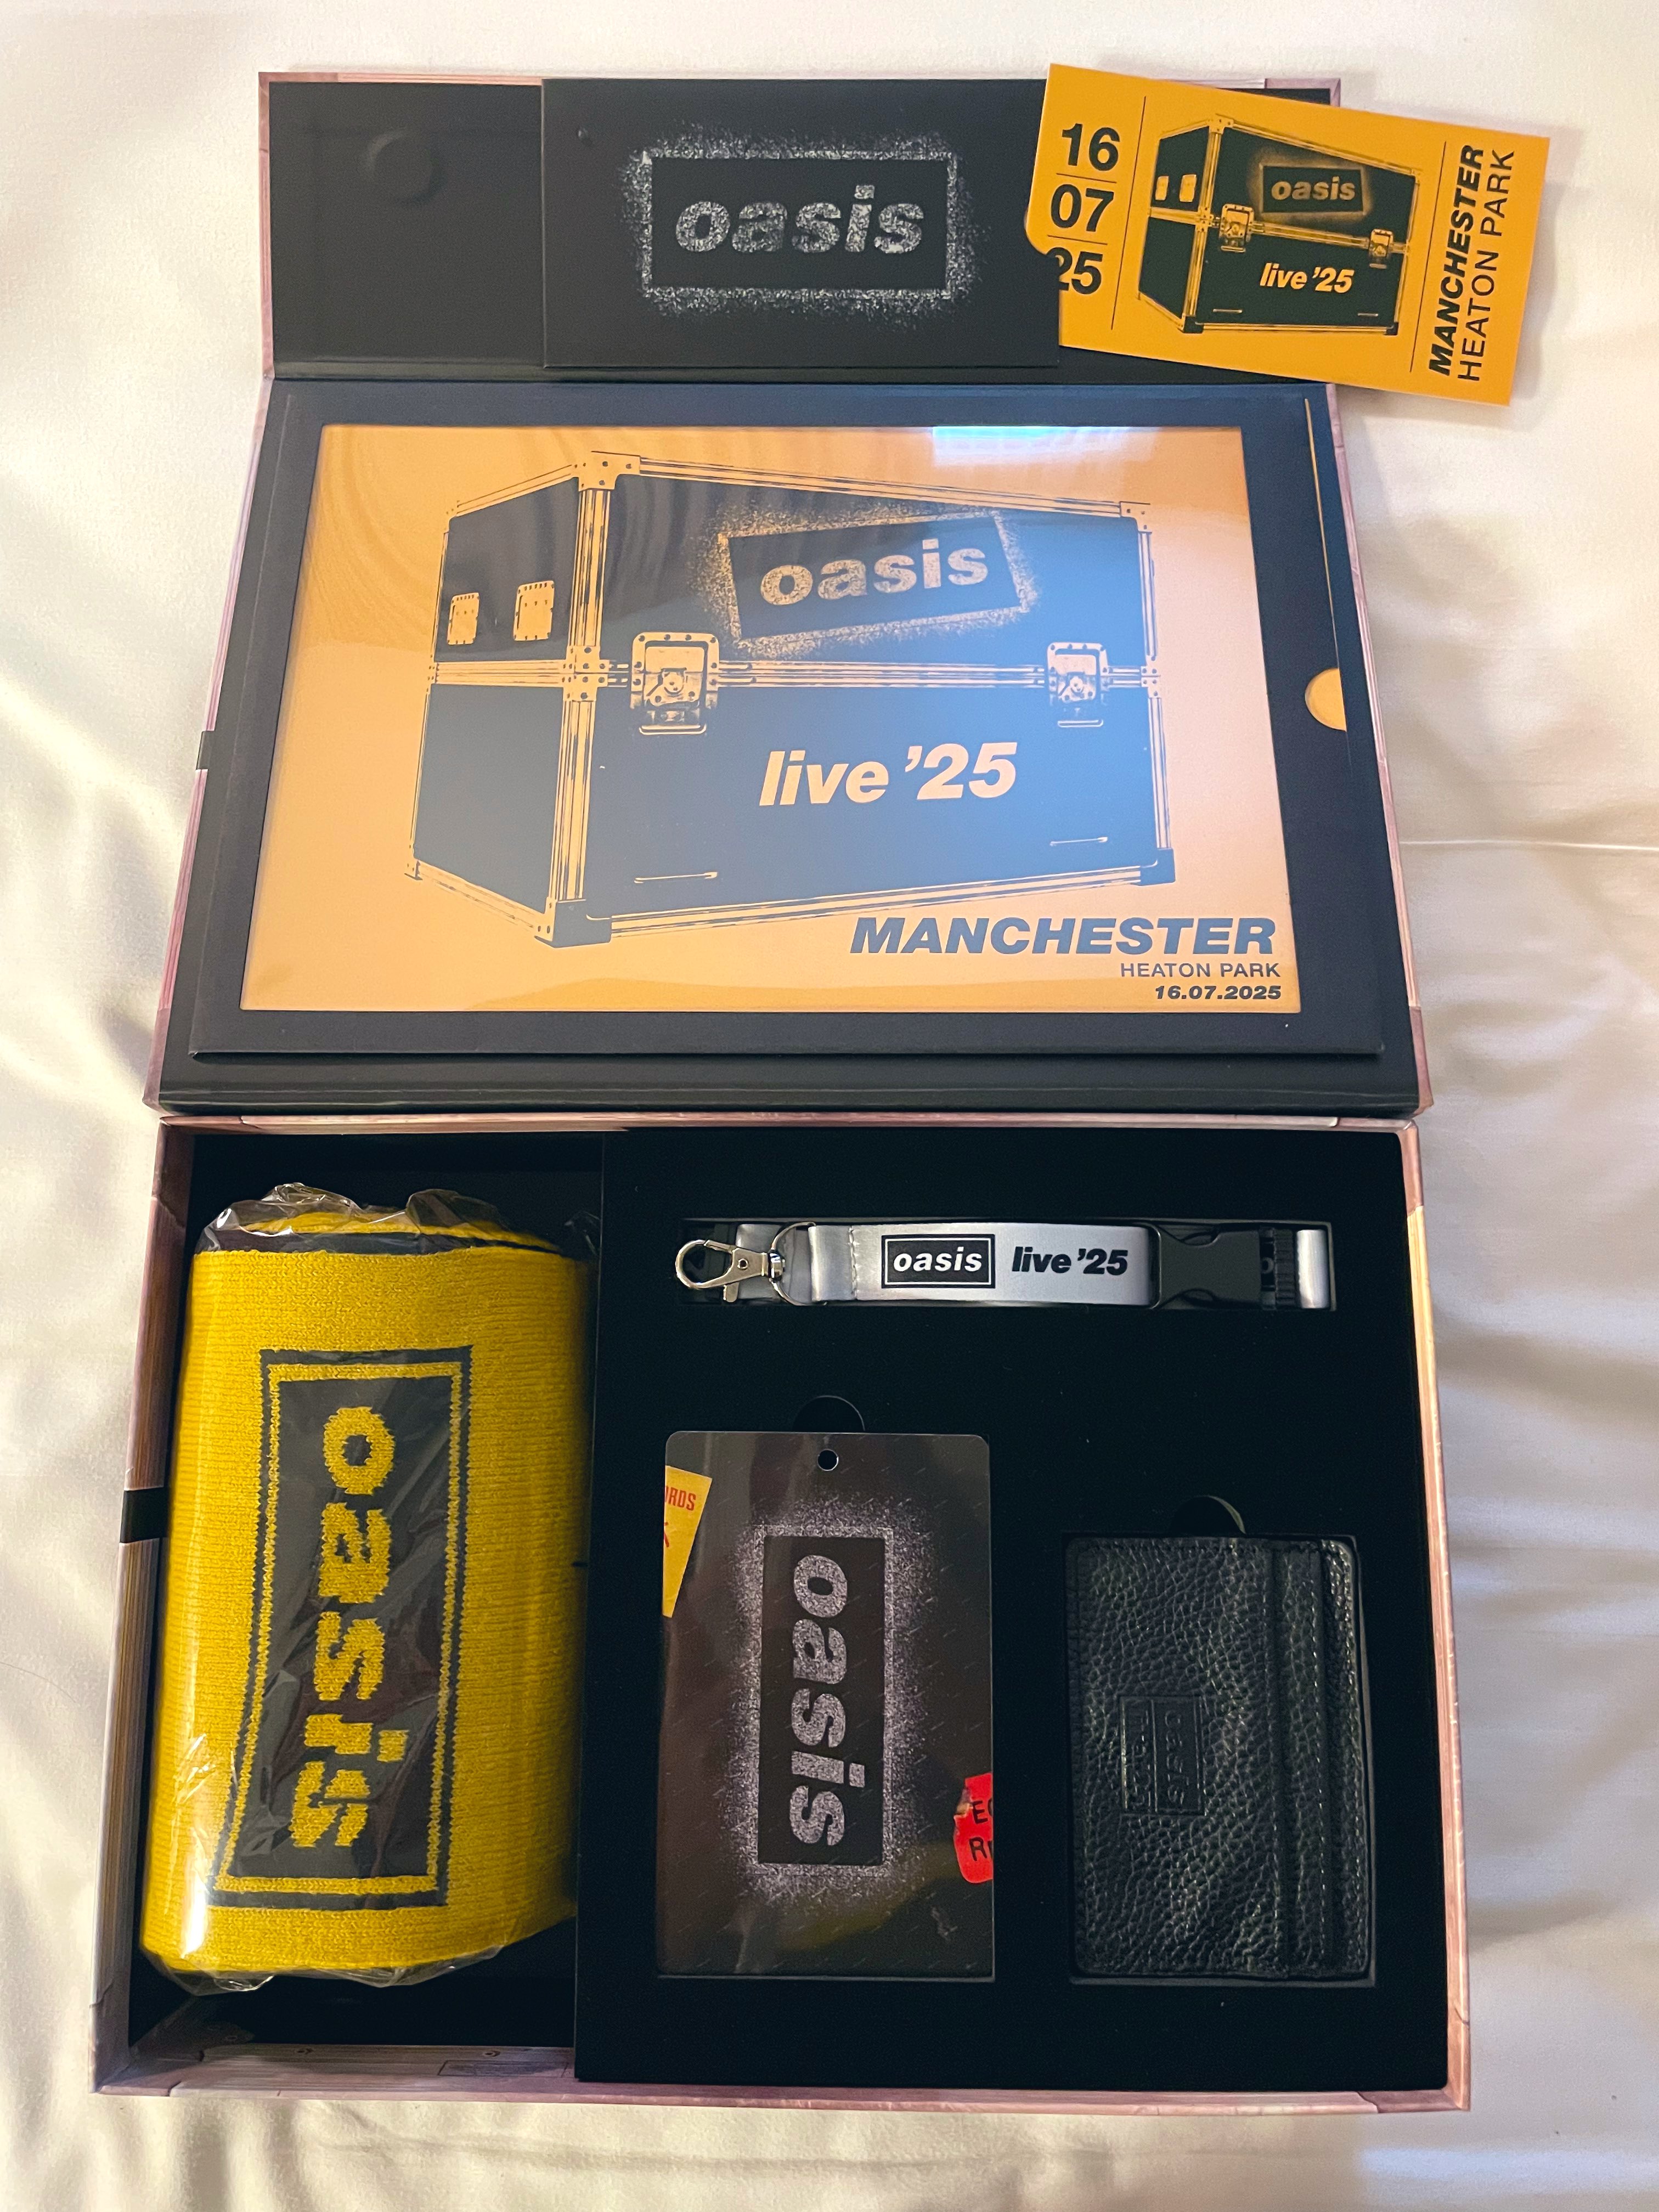 oasis
16
07
25
oasis
live '25
MANCHESTER
HEATON PARK
oasis
live '25
MANCHESTER
HEATON PARK
16.07.2025
oasis live '25
oasis
oasis
oasis